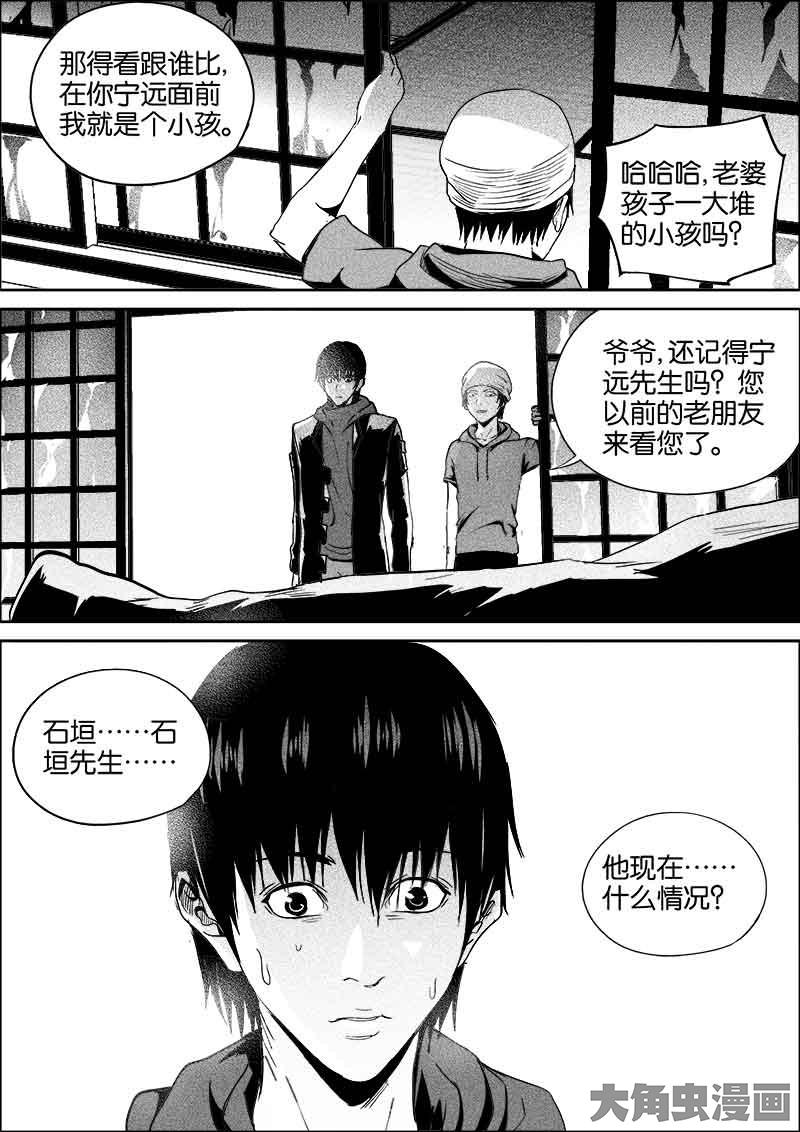 那得看跟谁比,
在你宁远面前
我就是个小孩。
哈哈哈,老婆
孩子一大堆
的小孩吗?
爷爷,还记得宁
远先生吗?您
以前的老朋友
来看您了。
石垣……石
垣先生……
他现在……
什么情况?
大角虫漫画